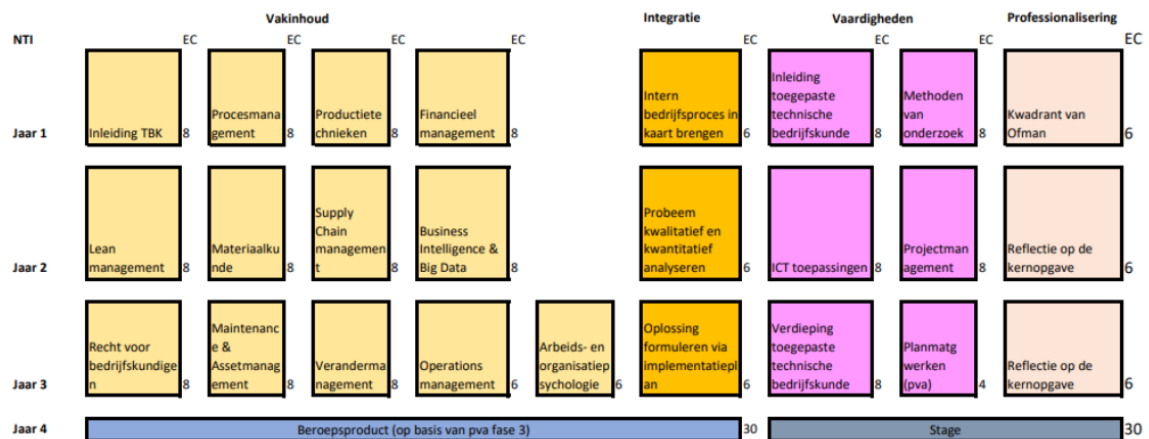 Vakinhoud Integratie Vaardigheden Professionalisering
NTI EC EC EC EC EC EC EC EC
Jaar 1
Inleiding TBK 8
Procesmana
gement 8
Productiete
chnieken 8
Financieel
management 8
Intern
bedrijfsproces in
kaart brengen 6
Inleiding
toegepaste
technische
bedrijfskunde 8
Methoden
van
onderzoek 8
Kwadrant van
Ofman 6
Jaar 2
Lean
management 8
Materiaalku
nde 8
Supply
Chain
managemen
t 8
Business
Intelligence &
Big Data 8
Probeem
kwalitatief en
kwantitatief
analyseren 6
ICT toepassingen 8
Projectman
agement 8
Reflectie op de
kernopgave 6
Jaar 3
Recht voor
bedrijfskundige
n 8
Maintenanc
e &
Assetmanag
ement 8
Veranderma
nagement 8
Operations
management 6
Arbeids- en
organisatiep
sychologie 6
Oplossing
formuleren via
implementatiepl
an 6
Verdieping
toegepaste
technische
bedrijfskunde 8
Planmatg
werken
(pva) 4
Reflectie op de
kernopgave 6
Jaar 4
Beroepsproduct (op basis van pva fase 3) 30
Stage 30